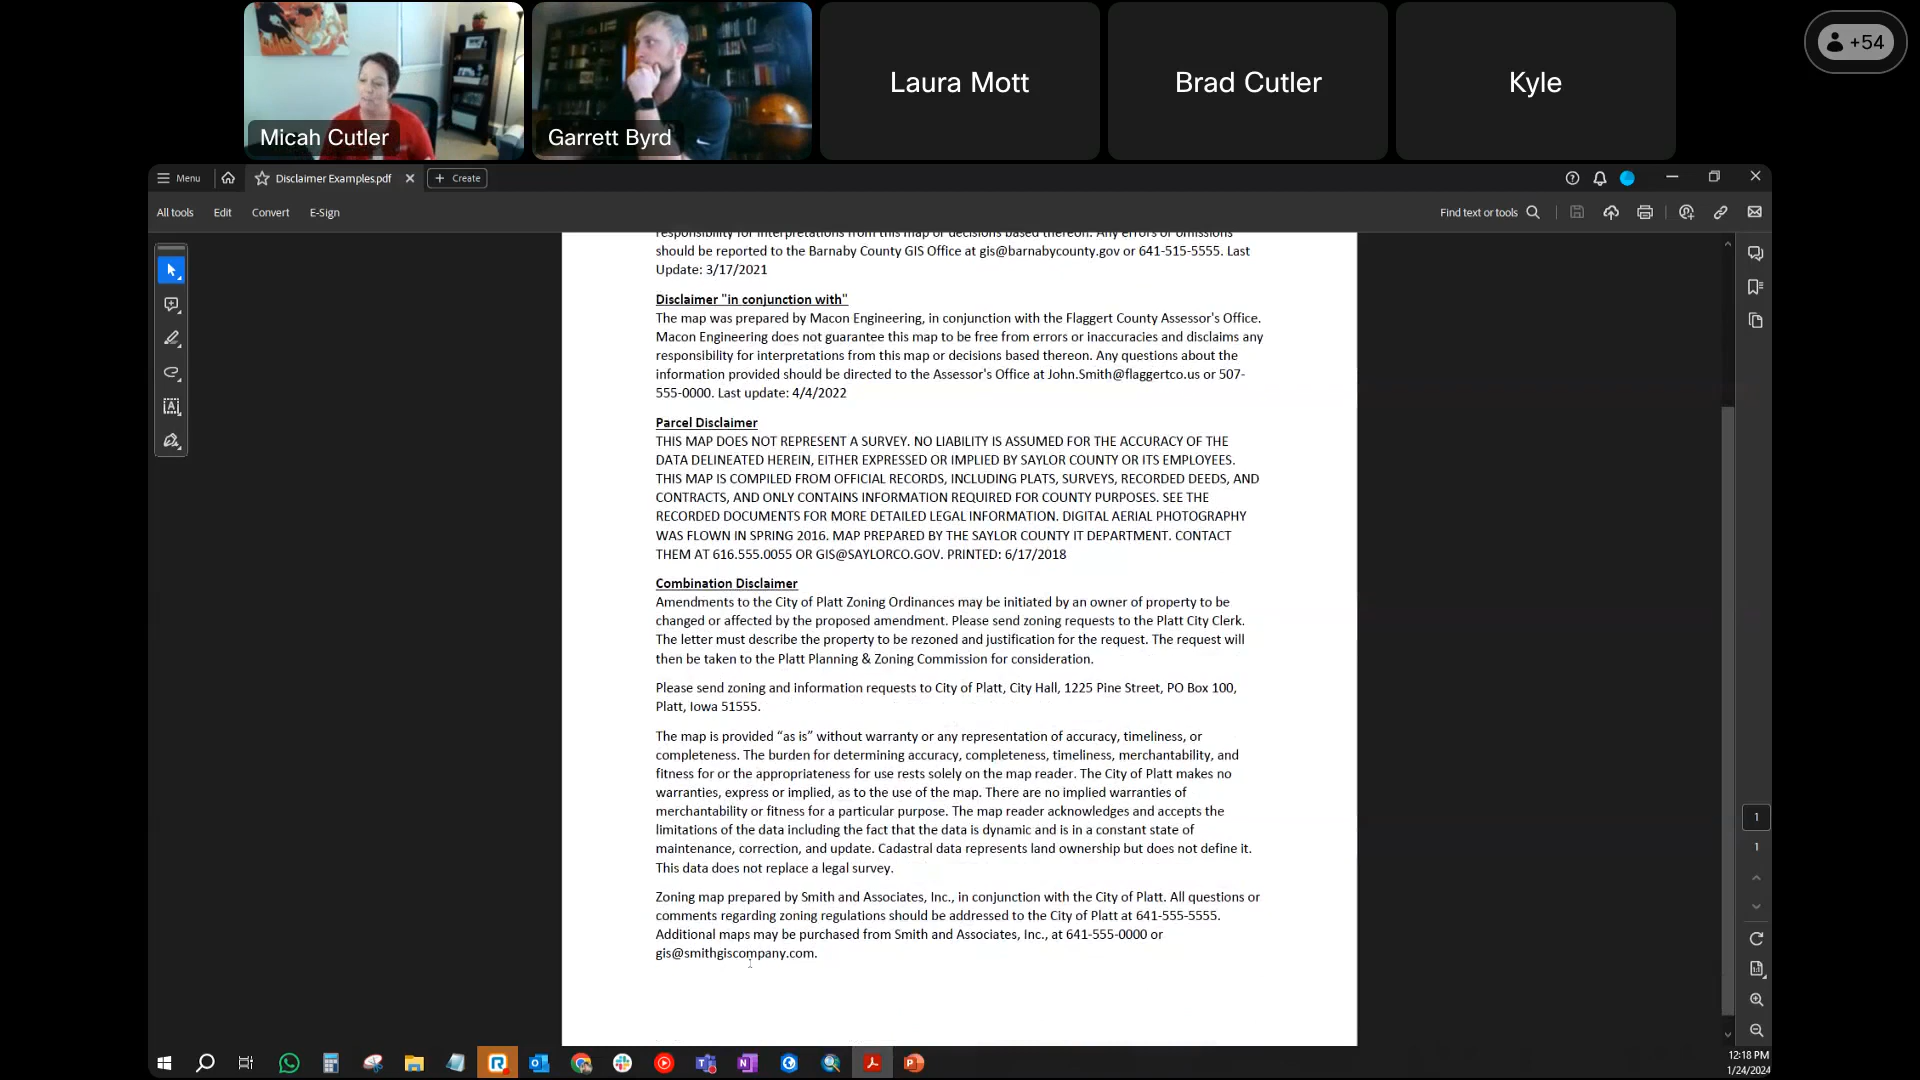 Micah Cutler
Garrett Byrd
Laura Mott
Brad Cutler
Kyle
+54
Menu
Disclaimer Examples.pdf
Create
All tools
Edit
Convert
E-Sign
Find text or tools
responsibility for interpretations from this map or decisions based thereon. Any errors or omissions
should be reported to the Barnaby County GIS Office at gis@barnabycounty.gov or 641-515-5555. Last
Update: 3/17/2021
Disclaimer "in conjunction with"
The map was prepared by Macon Engineering, in conjunction with the Flaggert County Assessor's Office.
Macon Engineering does not guarantee this map to be free from errors or inaccuracies and disclaims any
responsibility for interpretations from this map or decisions based thereon. Any questions about the
information provided should be directed to the Assessor's Office at John.Smith@flaggertco.us or 507-
555-0000. Last update: 4/4/2022
Parcel Disclaimer
THIS MAP DOES NOT REPRESENT A SURVEY. NO LIABILITY IS ASSUMED FOR THE ACCURACY OF THE
DATA DELINEATED HEREIN, EITHER EXPRESSED OR IMPLIED BY SAYLOR COUNTY OR ITS EMPLOYEES.
THIS MAP IS COMPILED FROM OFFICIAL RECORDS, INCLUDING PLATS, SURVEYS, RECORDED DEEDS, AND
CONTRACTS, AND ONLY CONTAINS INFORMATION REQUIRED FOR COUNTY PURPOSES. SEE THE
RECORDED DOCUMENTS FOR MORE DETAILED LEGAL INFORMATION. DIGITAL AERIAL PHOTOGRAPHY
WAS FLOWN IN SPRING 2016. MAP PREPARED BY THE SAYLOR COUNTY IT DEPARTMENT. CONTACT
THEM AT 616.555.0055 OR GIS@SAYLORCO.GOV. PRINTED: 6/17/2018
Combination Disclaimer
Amendments to the City of Platt Zoning Ordinances may be initiated by an owner of property to be
changed or affected by the proposed amendment. Please send zoning requests to the Platt City Clerk.
The letter must describe the property to be rezoned and justification for the request. The request will
then be taken to the Platt Planning & Zoning Commission for consideration.
Please send zoning and information requests to City of Platt, City Hall, 1225 Pine Street, PO Box 100,
Platt, Iowa 51555.
The map is provided “as is” without warranty or any representation of accuracy, timeliness, or
completeness. The burden for determining accuracy, completeness, timeliness, merchantability, and
fitness for or the appropriateness for use rests solely on the map reader. The City of Platt makes no
warranties, express or implied, as to the use of the map. There are no implied warranties of
merchantability or fitness for a particular purpose. The map reader acknowledges and accepts the
limitations of the data including the fact that the data is dynamic and is in a constant state of
maintenance, correction, and update. Cadastral data represents land ownership but does not define it.
This data does not replace a legal survey.
Zoning map prepared by Smith and Associates, Inc., in conjunction with the City of Platt. All questions or
comments regarding zoning regulations should be addressed to the City of Platt at 641-555-5555.
Additional maps may be purchased from Smith and Associates, Inc., at 641-555-0000 or
gis@smithgiscompany.com.
1
1
12:18 PM
1/24/2024